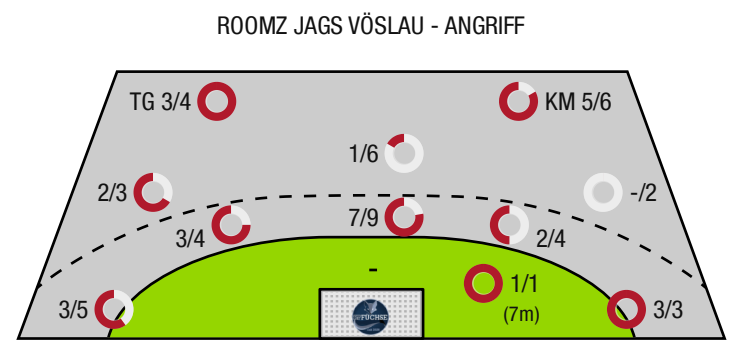 ROOMZ JAGS VÖSLAU - ANGRIFF
TG 3/4
KM 5/6
1/6
2/3
-/2
3/4
7/9
2/4
-
1/1
(7m)
3/5
3/3
FÜCHSE